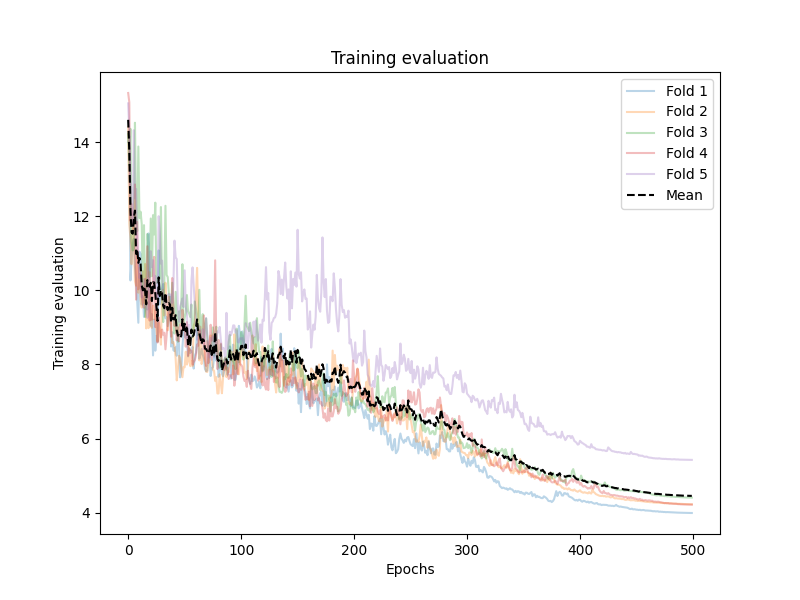 Training evaluation
Training evaluation
14
12
10
8
6
4
0 100 200 300 400 500
Epochs
Fold 1
Fold 2
Fold 3
Fold 4
Fold 5
Mean